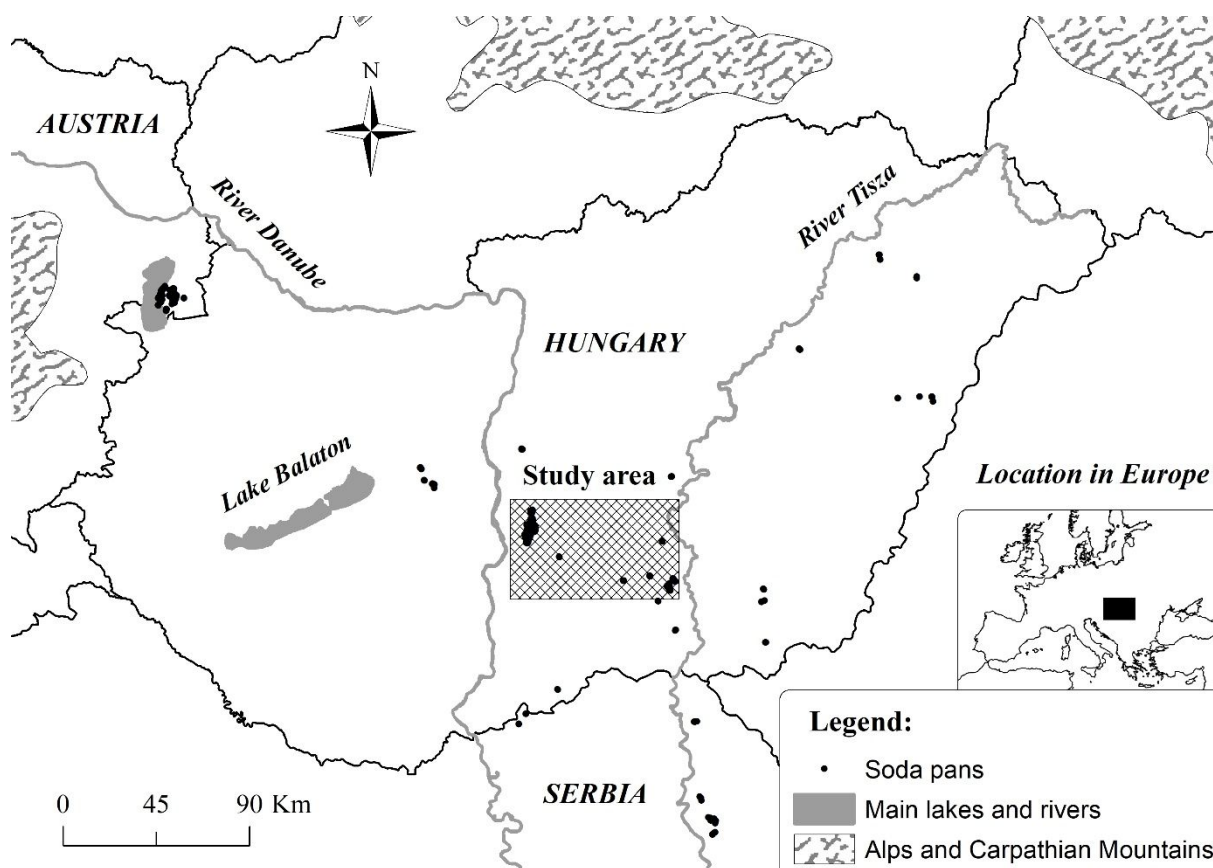 N
AUSTRIA
River Danube
River Tisza
HUNGARY
Lake Balaton
Study area
Location in Europe
SERBIA
0 45 90 Km
Legend:
Soda pans
Main lakes and rivers
Alps and Carpathian Mountains